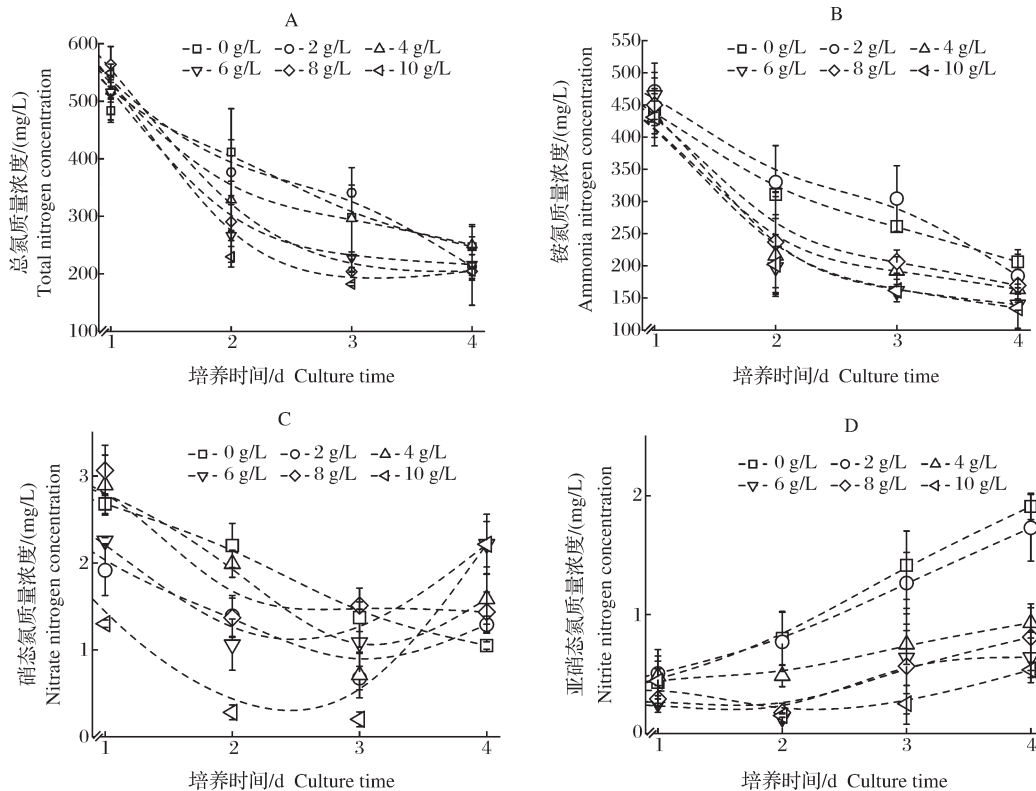 A
600
500
400
300
200
100
0 g/L 2 g/L 4 g/L
6 g/L 8 g/L 10 g/L
总氮质量浓度/(mg/L)
Total nitrogen concentration
1 2 3 4
培养时间/d Culture time
B
550
500
450
400
350
300
250
200
150
100
0 g/L 2 g/L 4 g/L
6 g/L 8 g/L 10 g/L
铵氮质量浓度/(mg/L)
Ammonia nitrogen concentration
1 2 3 4
培养时间/d Culture time
C
3
2
1
0
0 g/L 2 g/L 4 g/L
6 g/L 8 g/L 10 g/L
硝态氮质量浓度/(mg/L)
Nitrate nitrogen concentration
1 2 3 4
培养时间/d Culture time
D
2
1
0
0 g/L 2 g/L 4 g/L
6 g/L 8 g/L 10 g/L
亚硝态氮质量浓度/(mg/L)
Nitrite nitrogen concentration
1 2 3 4
培养时间/d Culture time